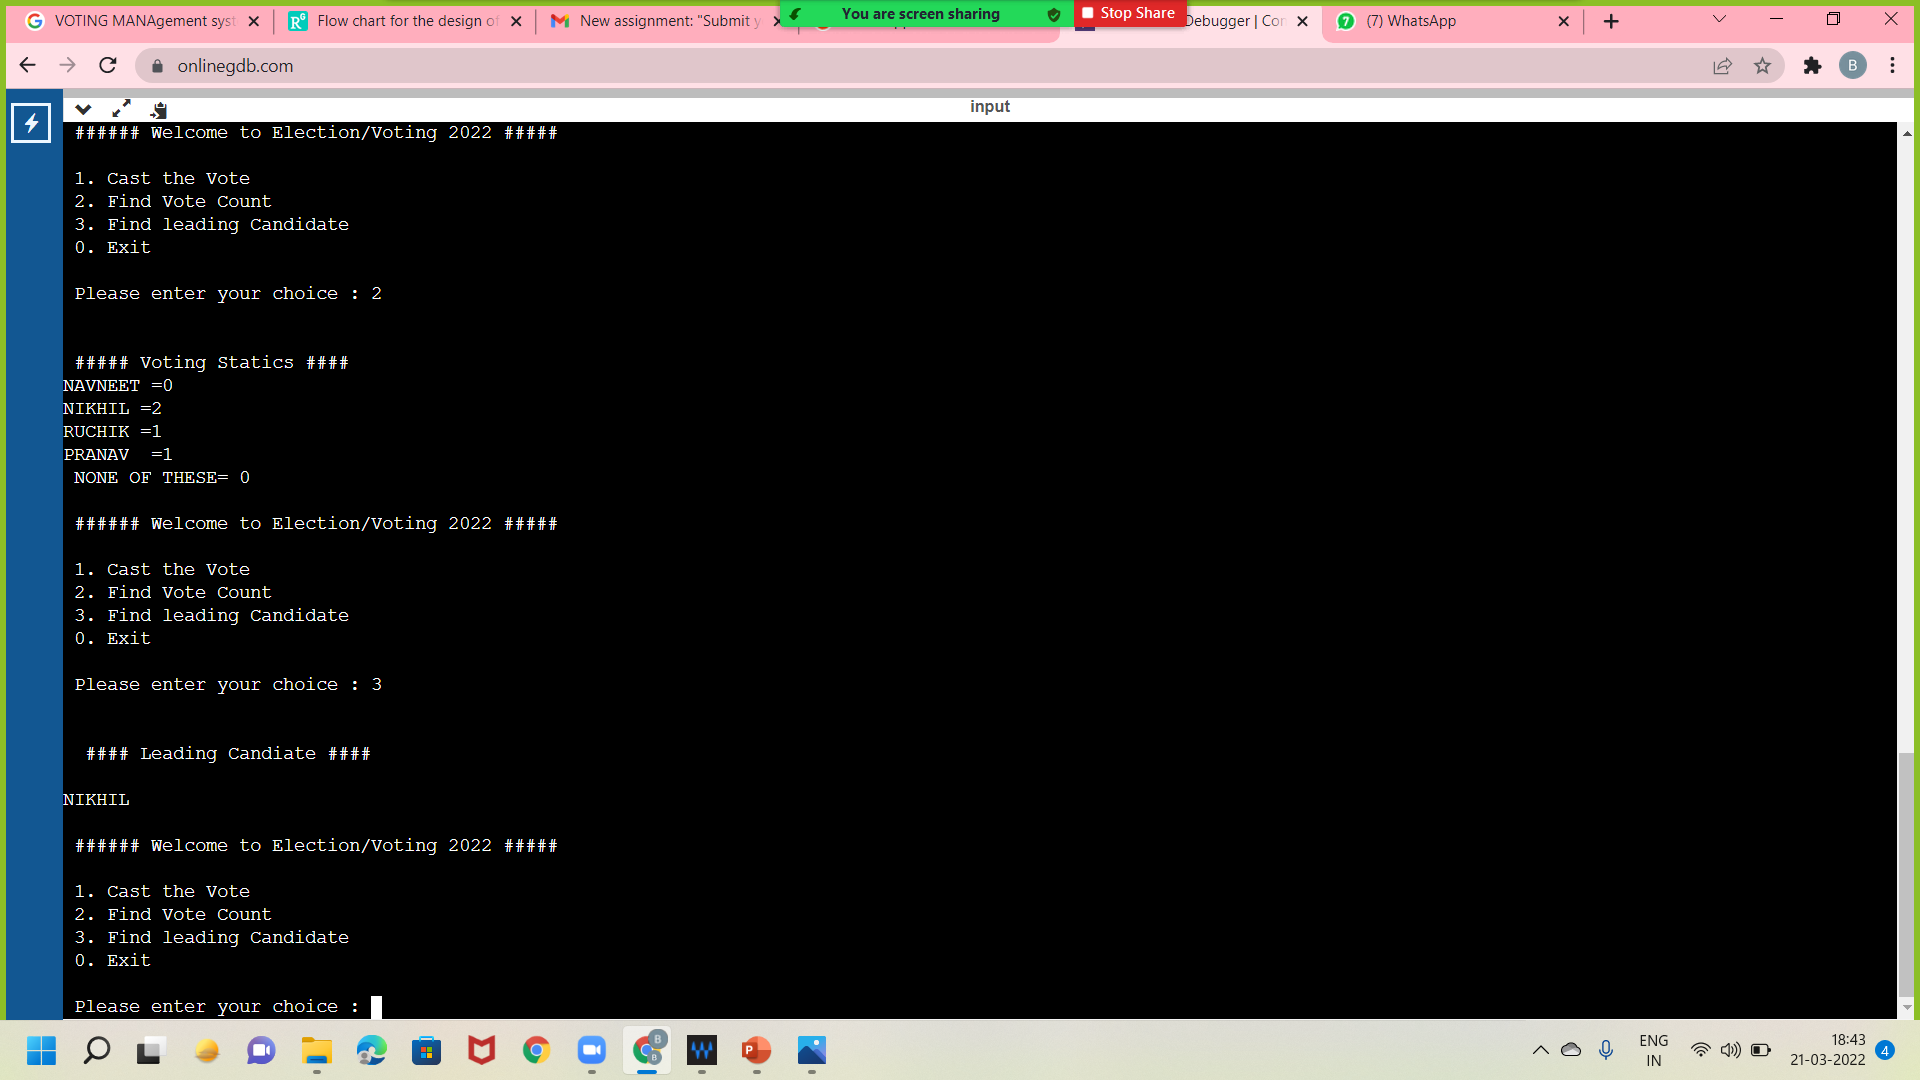 VOTING MANAgement syst
Flow chart for the design of
New assignment: "Submit y
You are screen sharing
Stop Share
Debugger | Con
(7) WhatsApp
onlinegdb.com
B
input
###### Welcome to Election/Voting 2022 #####
1. Cast the Vote
2. Find Vote Count
3. Find leading Candidate
0. Exit
Please enter your choice : 2
##### Voting Statics ####
NAVNEET =0
NIKHIL =2
RUCHIK =1
PRANAV  =1
NONE OF THESE= 0
###### Welcome to Election/Voting 2022 #####
1. Cast the Vote
2. Find Vote Count
3. Find leading Candidate
0. Exit
Please enter your choice : 3
#### Leading Candiate ####
NIKHIL
###### Welcome to Election/Voting 2022 #####
1. Cast the Vote
2. Find Vote Count
3. Find leading Candidate
0. Exit
Please enter your choice :
ENG
IN
18:43
21-03-2022
4